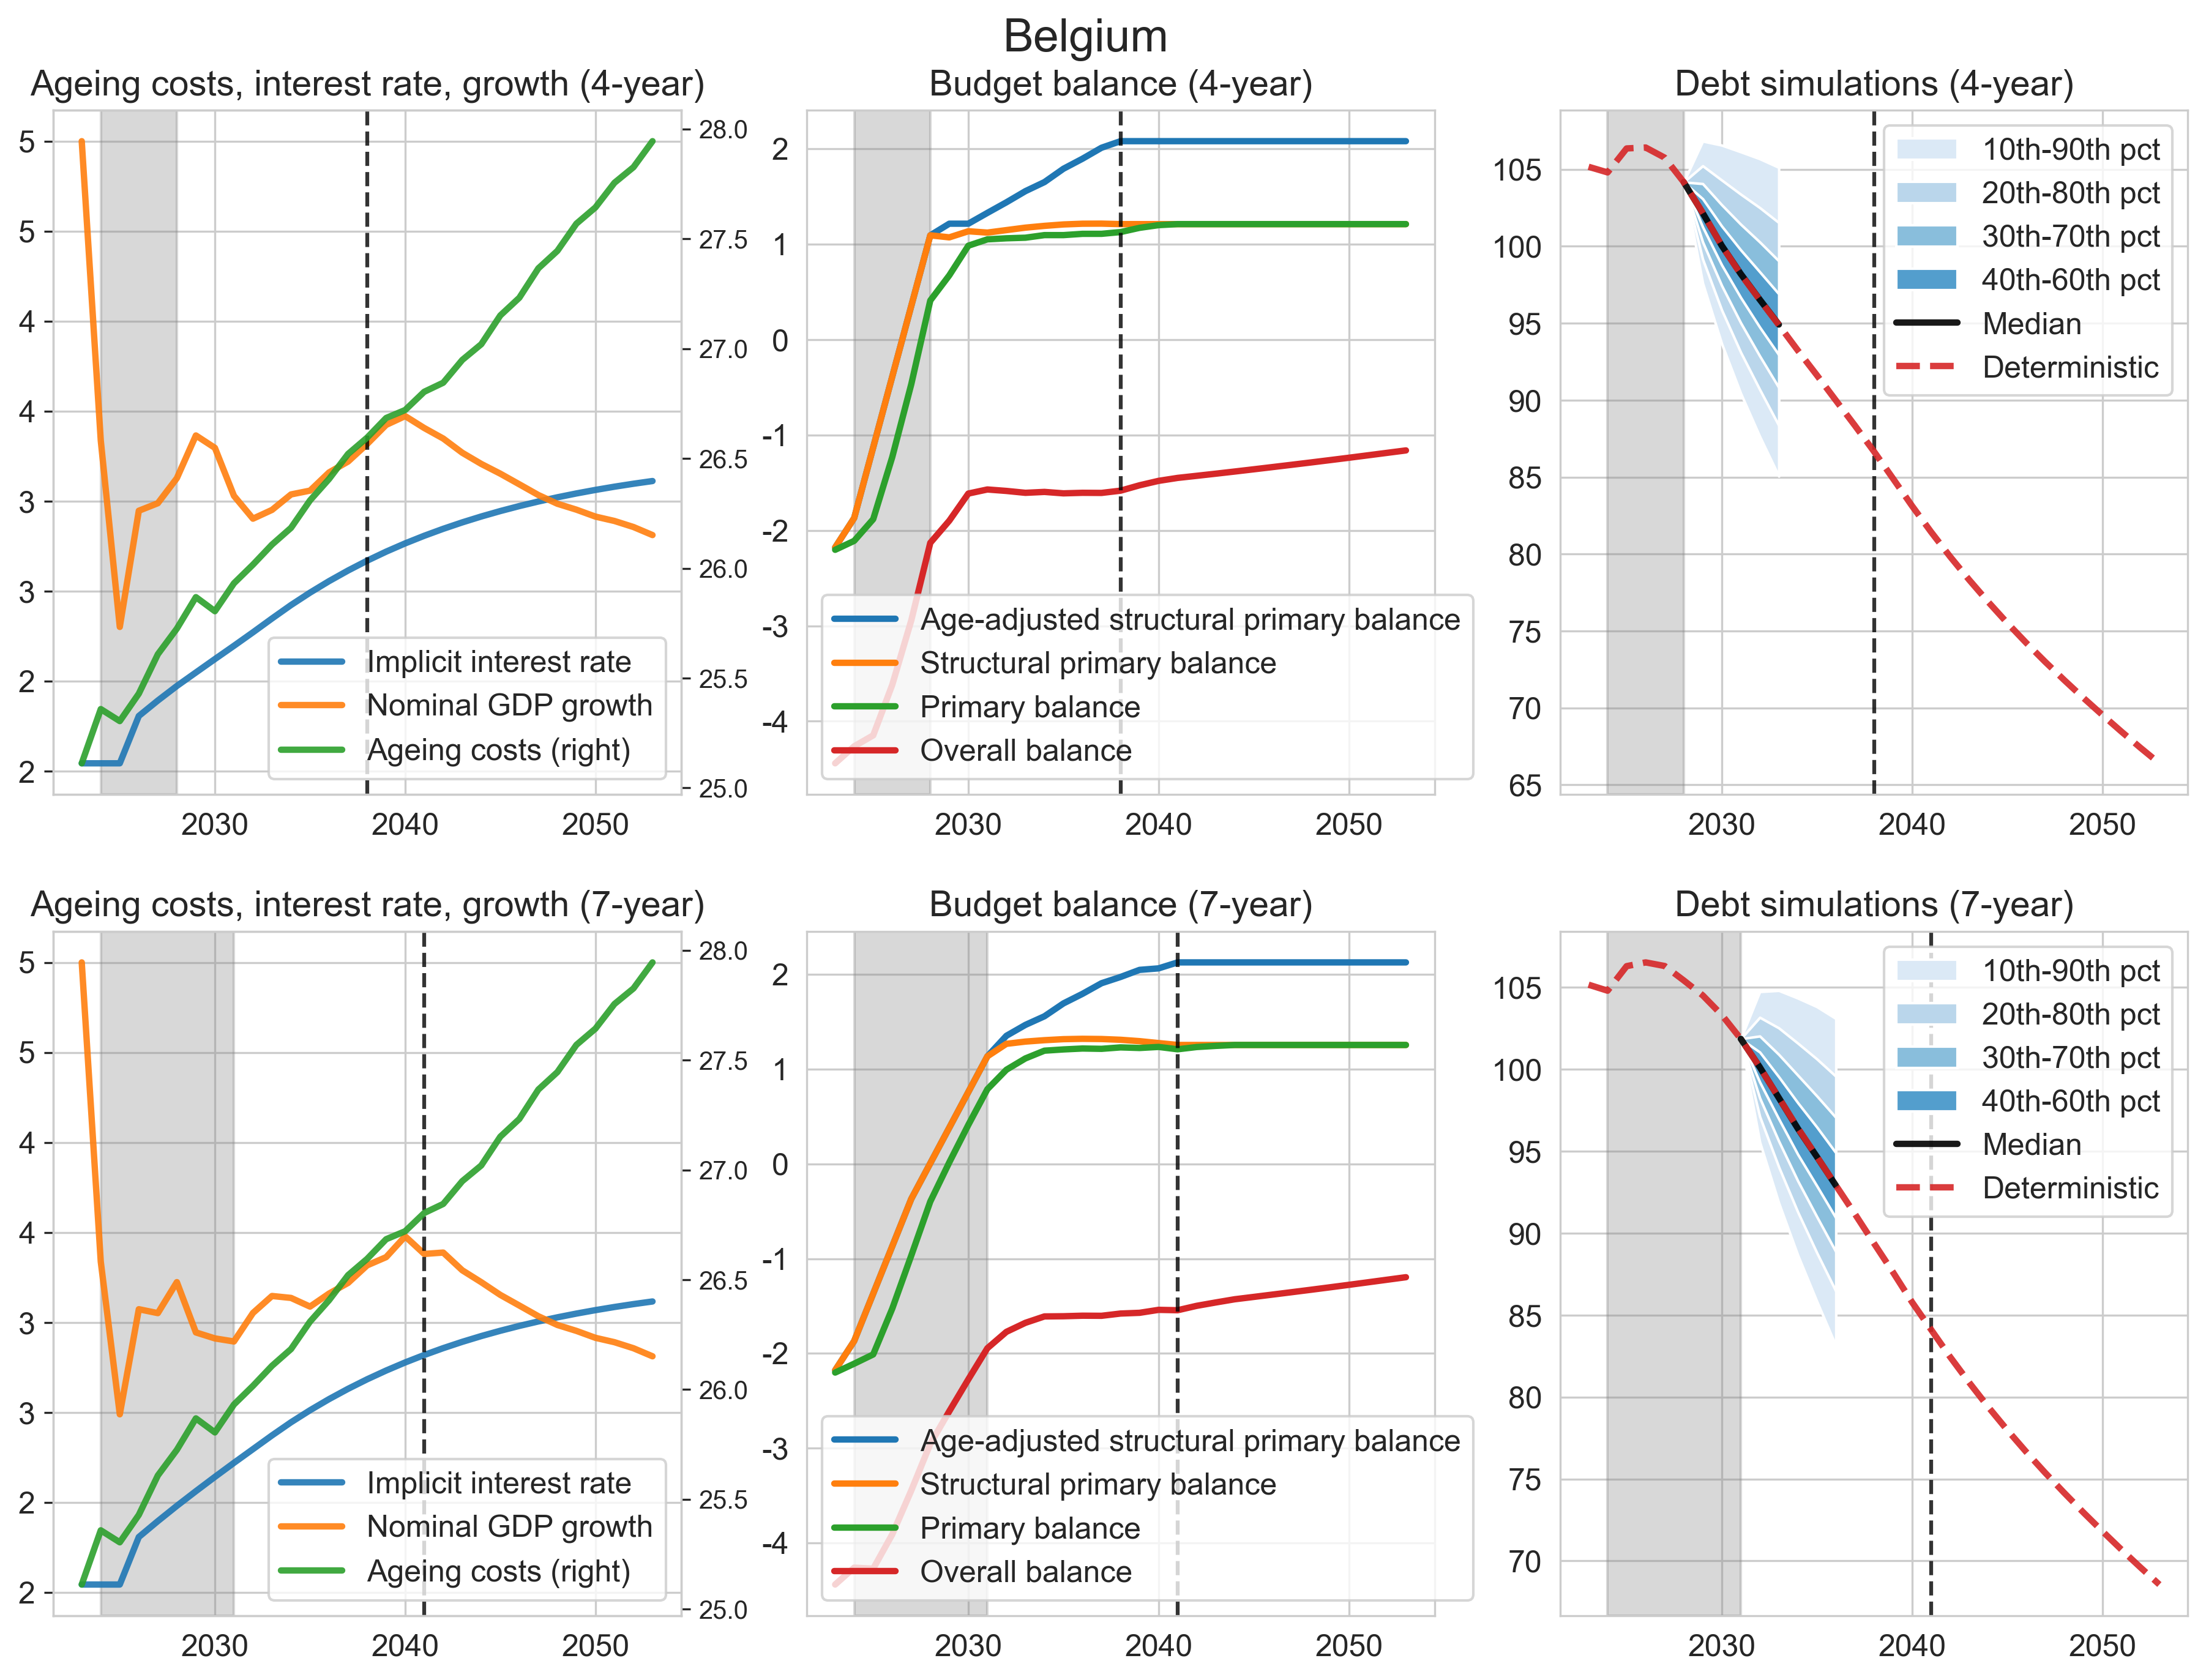 Belgium
Ageing costs, interest rate, growth (4-year)
5
5
4
4
3
3
2
2
28.0
27.5
27.0
26.5
26.0
25.5
25.0
2030
2040
2050
Implicit interest rate
Nominal GDP growth
Ageing costs (right)
Budget balance (4-year)
2
1
0
-1
-2
-3
-4
2030
2040
2050
Age-adjusted structural primary balance
Structural primary balance
Primary balance
Overall balance
Debt simulations (4-year)
105
100
95
90
85
80
75
70
65
2030
2040
2050
10th-90th pct
20th-80th pct
30th-70th pct
40th-60th pct
Median
Deterministic
Ageing costs, interest rate, growth (7-year)
5
5
4
4
3
3
2
2
28.0
27.5
27.0
26.5
26.0
25.5
25.0
2030
2040
2050
Implicit interest rate
Nominal GDP growth
Ageing costs (right)
Budget balance (7-year)
2
1
0
-1
-2
-3
-4
2030
2040
2050
Age-adjusted structural primary balance
Structural primary balance
Primary balance
Overall balance
Debt simulations (7-year)
105
100
95
90
85
80
75
70
2030
2040
2050
10th-90th pct
20th-80th pct
30th-70th pct
40th-60th pct
Median
Deterministic